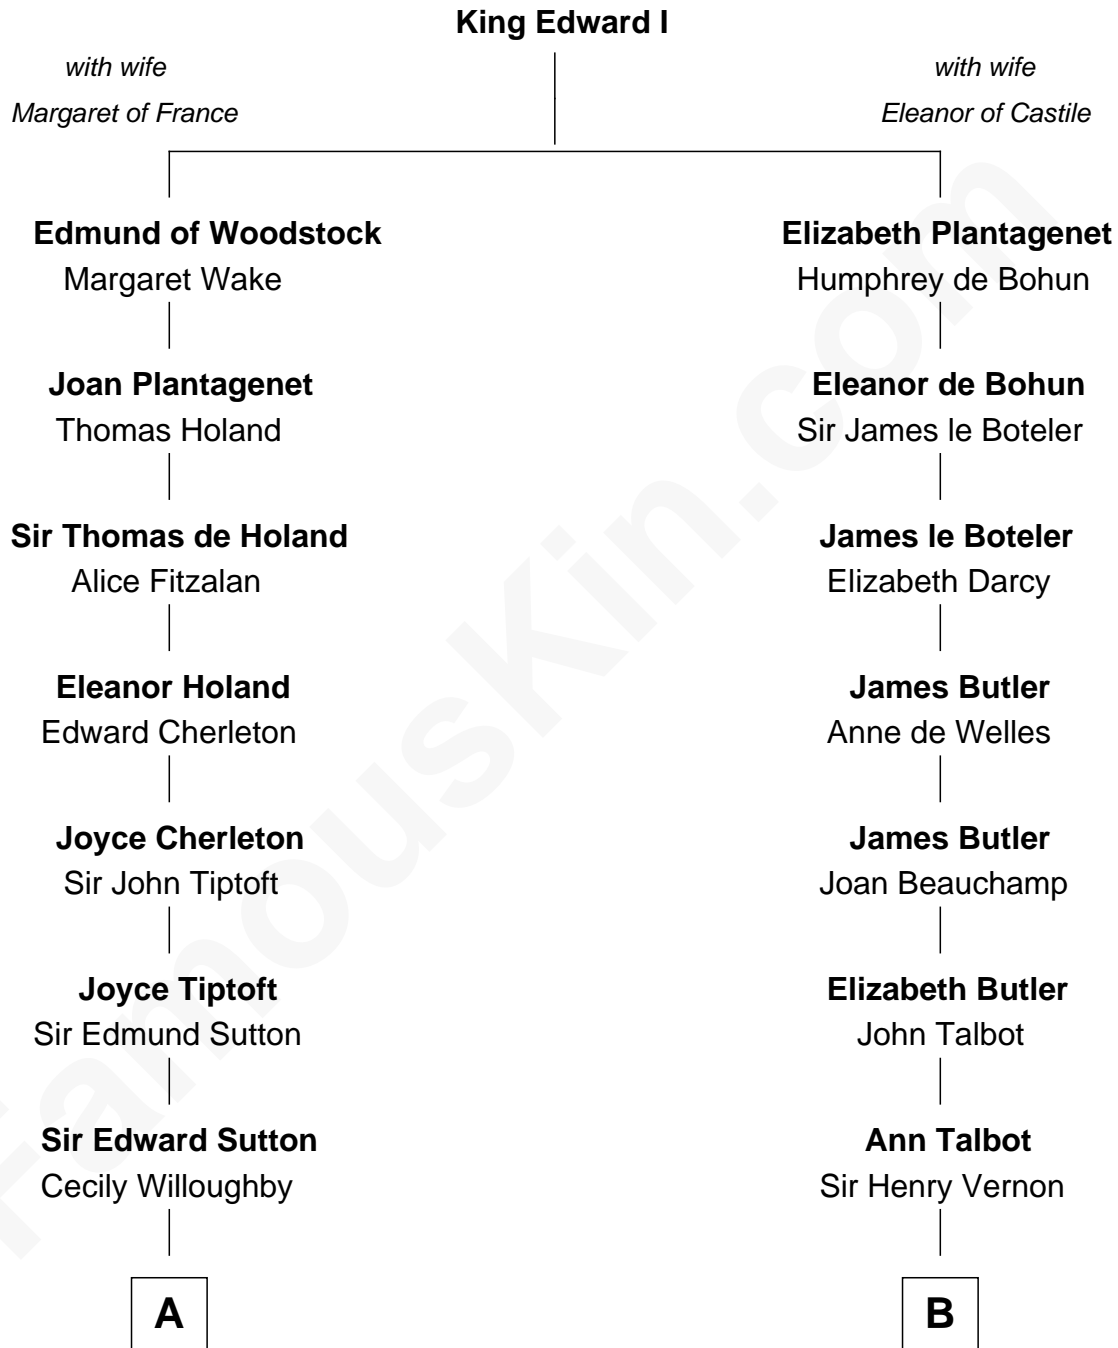 King Edward I
with wife
Margaret of France
with wife
Eleanor of Castile
Edmund of Woodstock
Margaret Wake
Elizabeth Plantagenet
Humphrey de Bohun
Joan Plantagenet
Thomas Holand
Eleanor de Bohun
Sir James le Boteler
Sir Thomas de Holand
Alice Fitzalan
James le Boteler
Elizabeth Darcy
Eleanor Holand
Edward Cherleton
James Butler
Anne de Welles
Joyce Cherleton
Sir John Tiptoft
James Butler
Joan Beauchamp
Joyce Tiptoft
Sir Edmund Sutton
Elizabeth Butler
John Talbot
Sir Edward Sutton
Cecily Willoughby
Ann Talbot
Sir Henry Vernon
A
B
FamousKin.com